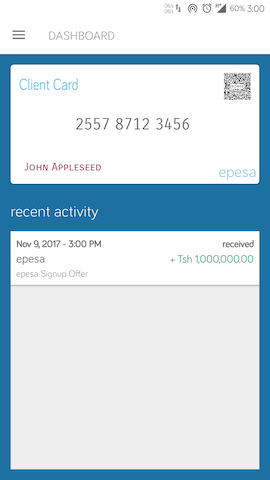 60% 3:00
DASHBOARD
Client Card
2557 8712 3456
JOHN APPLESEED
epesa
recent activity
Nov 9, 2017 - 3:00 PM received
epesa + Tsh 1,000,000.00
epesa Signup Offer